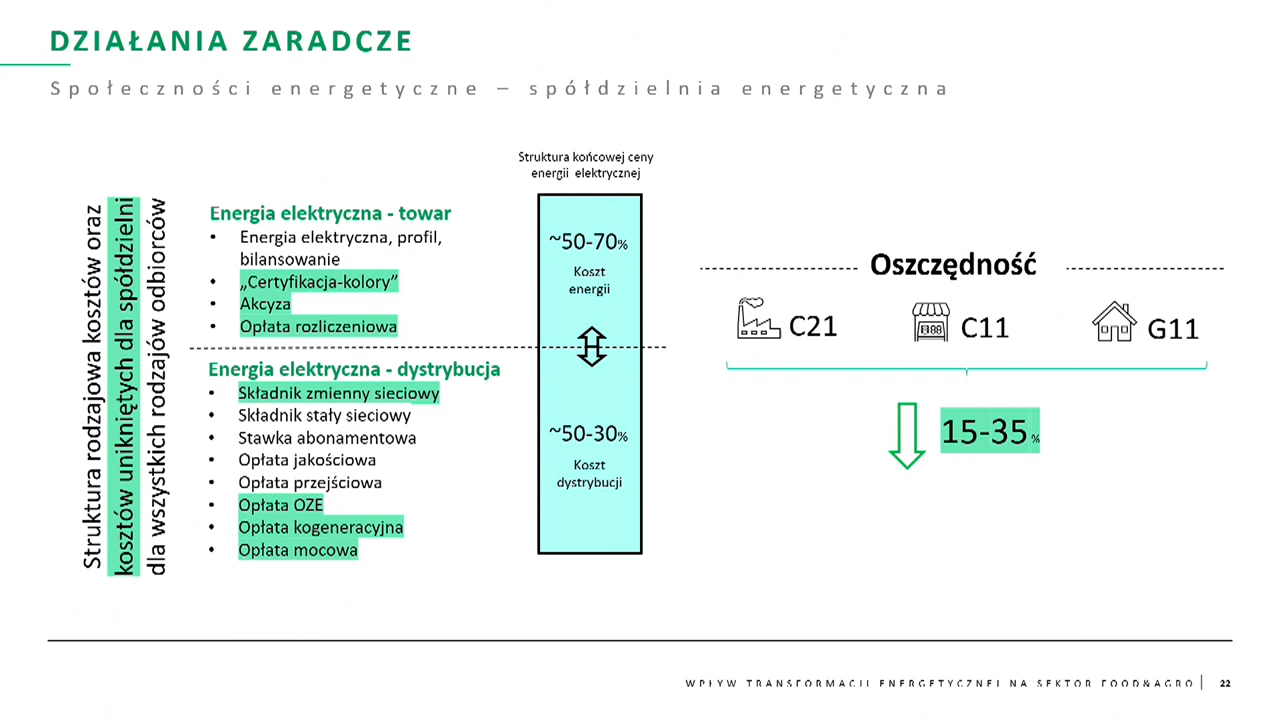 DZIAŁANIA ZARADCZE
Społeczności energetyczne – spółdzielnia energetyczna
Struktura rodzajowa kosztów oraz
kosztów unikniętych dla spółdzielni
dla wszystkich rodzajów odbiorców
Energia elektryczna - towar
• Energia elektryczna, profil,
bilansowanie
• „Certyfikacja-kolory”
• Akcyza
• Opłata rozliczeniowa
Energia elektryczna - dystrybucja
• Składnik zmienny sieciowy
• Składnik stały sieciowy
• Stawka abonamentowa
• Opłata jakościowa
• Opłata przejściowa
• Opłata OZE
• Opłata kogeneracyjna
• Opłata mocowa
Struktura końcowej ceny
energii elektrycznej
~50-70%
Koszt
energii
~50-30%
Koszt
dystrybucji
Oszczędność
C21
C11
G11
15-35%
WPŁYW TRANSFORMACJI ENERGETYCZNEJ NA SEKTOR FOOD&AGRO | 22